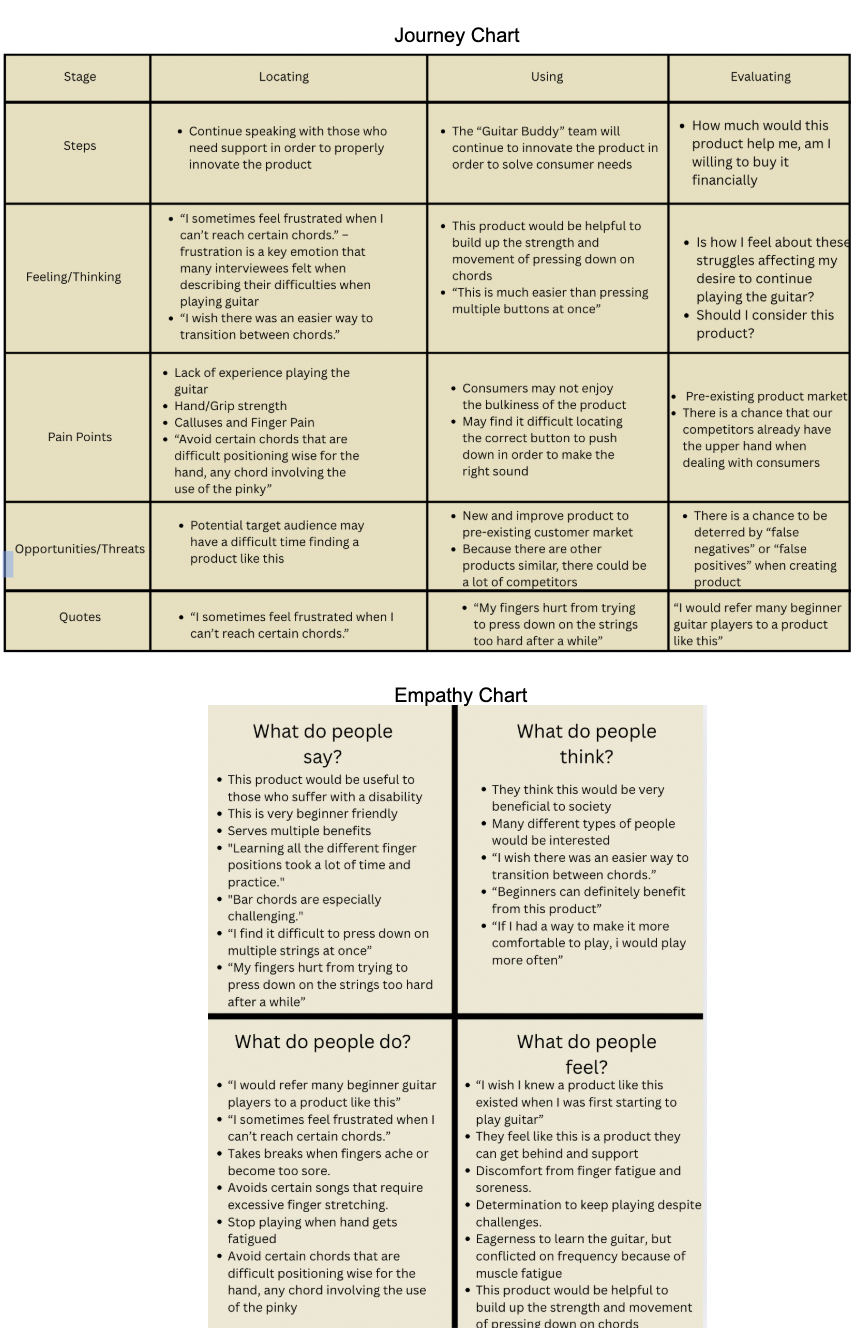 Journey Chart
Stage
Locating
Using
Evaluating
Steps
• Continue speaking with those who
need support in order to properly
innovate the product
• The “Guitar Buddy” team will
continue to innovate the product in
order to solve consumer needs
• How much would this
product help me, am I
willing to buy it
financially
Feeling/Thinking
• “I sometimes feel frustrated when I
can’t reach certain chords.” –
frustration is a key emotion that
many interviewees felt when
describing their difficulties when
playing guitar
• “I wish there was an easier way to
transition between chords.”
• This product would be helpful to
build up the strength and
movement of pressing down on
chords
• “This is much easier than pressing
multiple buttons at once”
• Is how I feel about these
struggles affecting my
desire to continue
playing the guitar?
• Should I consider this
product?
Pain Points
• Lack of experience playing the
guitar
• Hand/Grip strength
• Calluses and Finger Pain
• “Avoid certain chords that are
difficult positioning wise for the
hand, any chord involving the
use of the pinky”
• Consumers may not enjoy
the bulkiness of the product
• May find it difficult locating
the correct button to push
down in order to make the
right sound
• Pre-existing product market
• There is a chance that our
competitors already have
the upper hand when
dealing with consumers
Opportunities/Threats
• Potential target audience may
have a difficult time finding a
product like this
• New and improve product to
pre-existing customer market
• Because there are other
products similar, there could be
a lot of competitors
• There is a chance to be
deterred by “false
negatives” or “false
positives” when creating
product
Quotes
• “I sometimes feel frustrated when I
can’t reach certain chords.”
• “My fingers hurt from trying
to press down on the strings
too hard after a while”
“I would refer many beginner
guitar players to a product
like this”
Empathy Chart
What do people
say?
• This product would be useful to
those who suffer with a disability
• This is very beginner friendly
• Serves multiple benefits
• "Learning all the different finger
positions took a lot of time and
practice."
• "Bar chords are especially
challenging."
• “I find it difficult to press down on
multiple strings at once”
• “My fingers hurt from trying to
press down on the strings too hard
after a while”
What do people
think?
• They think this would be very
beneficial to society
• Many different types of people
would be interested
• “I wish there was an easier way to
transition between chords.”
• “Beginners can definitely benefit
from this product”
• “If I had a way to make it more
comfortable to play, i would play
more often”
What do people do?
• “I would refer many beginner guitar
players to a product like this”
• “I sometimes feel frustrated when I
can’t reach certain chords.”
• Takes breaks when fingers ache or
become too sore.
• Avoids certain songs that require
excessive finger stretching.
• Stop playing when hand gets
fatigued
• Avoid certain chords that are
difficult positioning wise for the
hand, any chord involving the use
of the pinky
What do people
feel?
• “I wish I knew a product like this
existed when I was first starting to
play guitar”
• They feel like this is a product they
can get behind and support
• Discomfort from finger fatigue and
soreness.
• Determination to keep playing despite
challenges.
• Eagerness to learn the guitar, but
conflicted on frequency because of
muscle fatigue
• This product would be helpful to
build up the strength and movement
of pressing down on chords